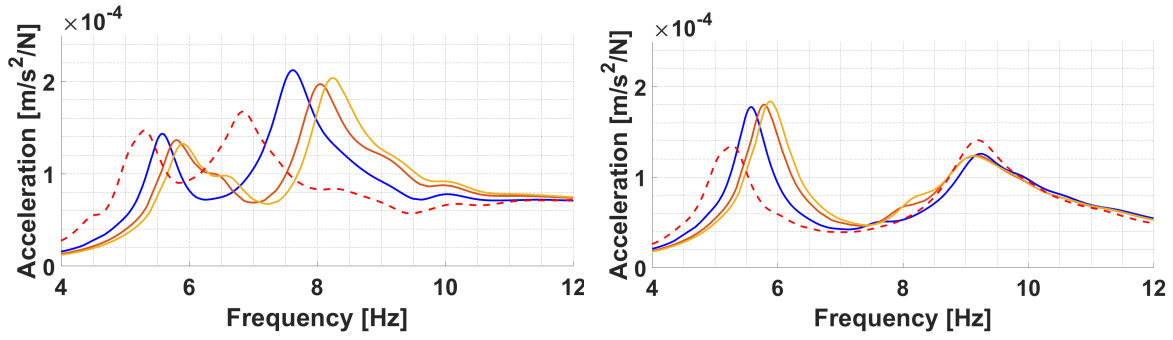 ×10⁻⁴
Acceleration [m/s²/N]
2
1
0
4 6 8 10 12
Frequency [Hz]
×10⁻⁴
Acceleration [m/s²/N]
2
1
0
4 6 8 10 12
Frequency [Hz]